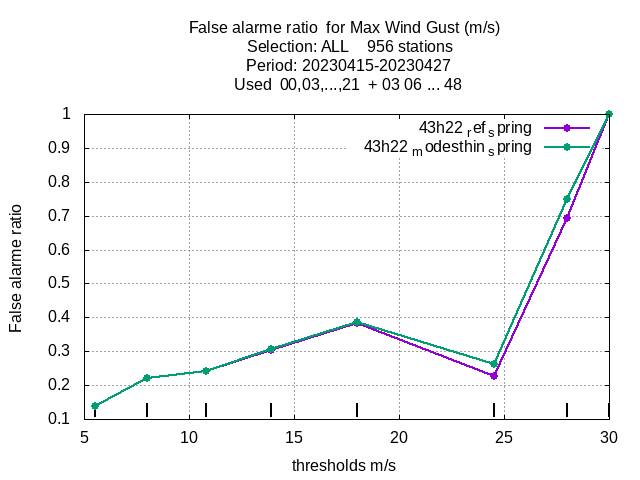 False alarme ratio  for Max Wind Gust (m/s)
Selection: ALL    956 stations
Period: 20230415-20230427
Used  00,03,...,21  + 03 06 ... 48
43h22 ref spring
43h22 modesthin spring
False alarme ratio
1
0.9
0.8
0.7
0.6
0.5
0.4
0.3
0.2
0.1
5 10 15 20 25 30
thresholds m/s